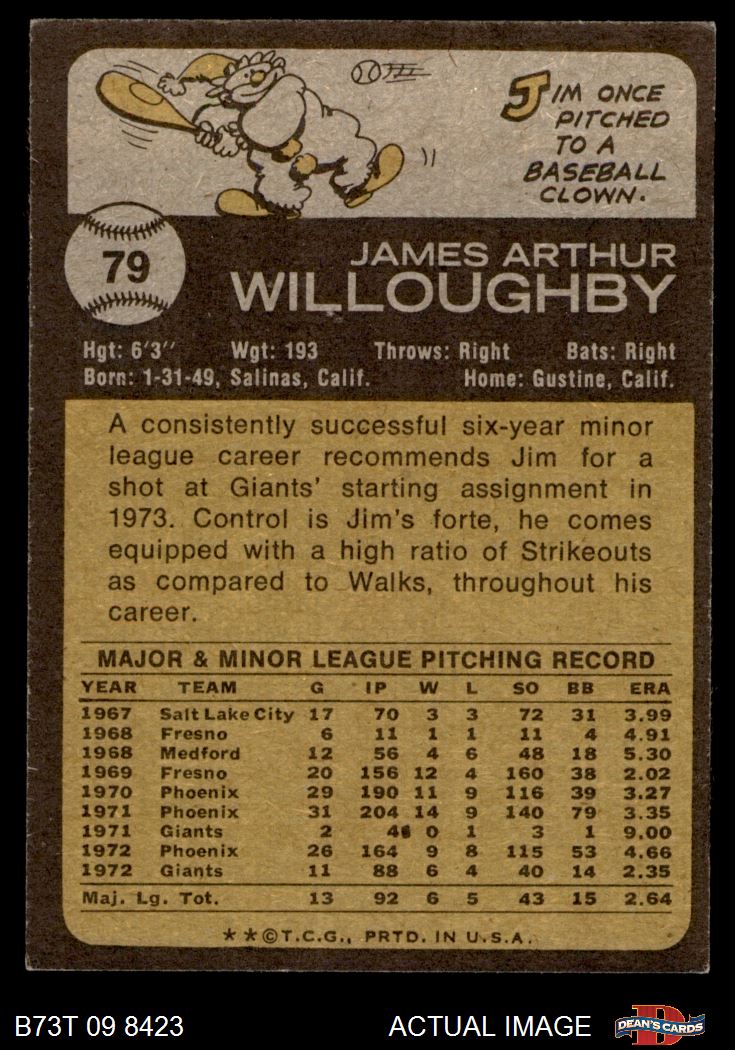 JIM ONCE
PITCHED
TO A
BASEBALL
CLOWN.
79
JAMES ARTHUR
WILLOUGHBY
Hgt: 6'3" Wgt: 193 Throws: Right Bats: Right
Born: 1-31-49, Salinas, Calif. Home: Gustine, Calif.
A consistently successful six-year minor
league career recommends Jim for a
shot at Giants' starting assignment in
1973. Control is Jim's forte, he comes
equipped with a high ratio of Strikeouts
as compared to Walks, throughout his
career.
MAJOR & MINOR LEAGUE PITCHING RECORD
YEAR TEAM G IP W L SO BB ERA
1967 Salt Lake City 17 70 3 3 72 31 3.99
1968 Fresno 6 11 1 1 11 4 4.91
1968 Medford 12 56 4 6 48 18 5.30
1969 Fresno 20 156 12 4 160 38 2.02
1970 Phoenix 29 190 11 9 116 39 3.27
1971 Phoenix 31 204 14 9 140 79 3.35
1971 Giants 2 4 0 1 3 1 9.00
1972 Phoenix 26 164 9 8 115 53 4.66
1972 Giants 11 88 6 4 40 14 2.35
Maj. Lg. Tot. 13 92 6 5 43 15 2.64
**©T.C.G., PRTD. IN U.S.A.
B73T 09 8423 ACTUAL IMAGE D DEAN'S CARDS